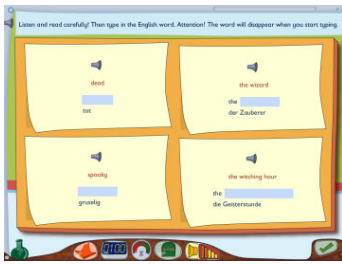 Listen and read carefully! Then type in the English word. Attention! The word will disappear when you start typing.
dead
tot
the wizard
the
der Zauberer
spooky
gruselig
the witching hour
the
die Geisterstunde